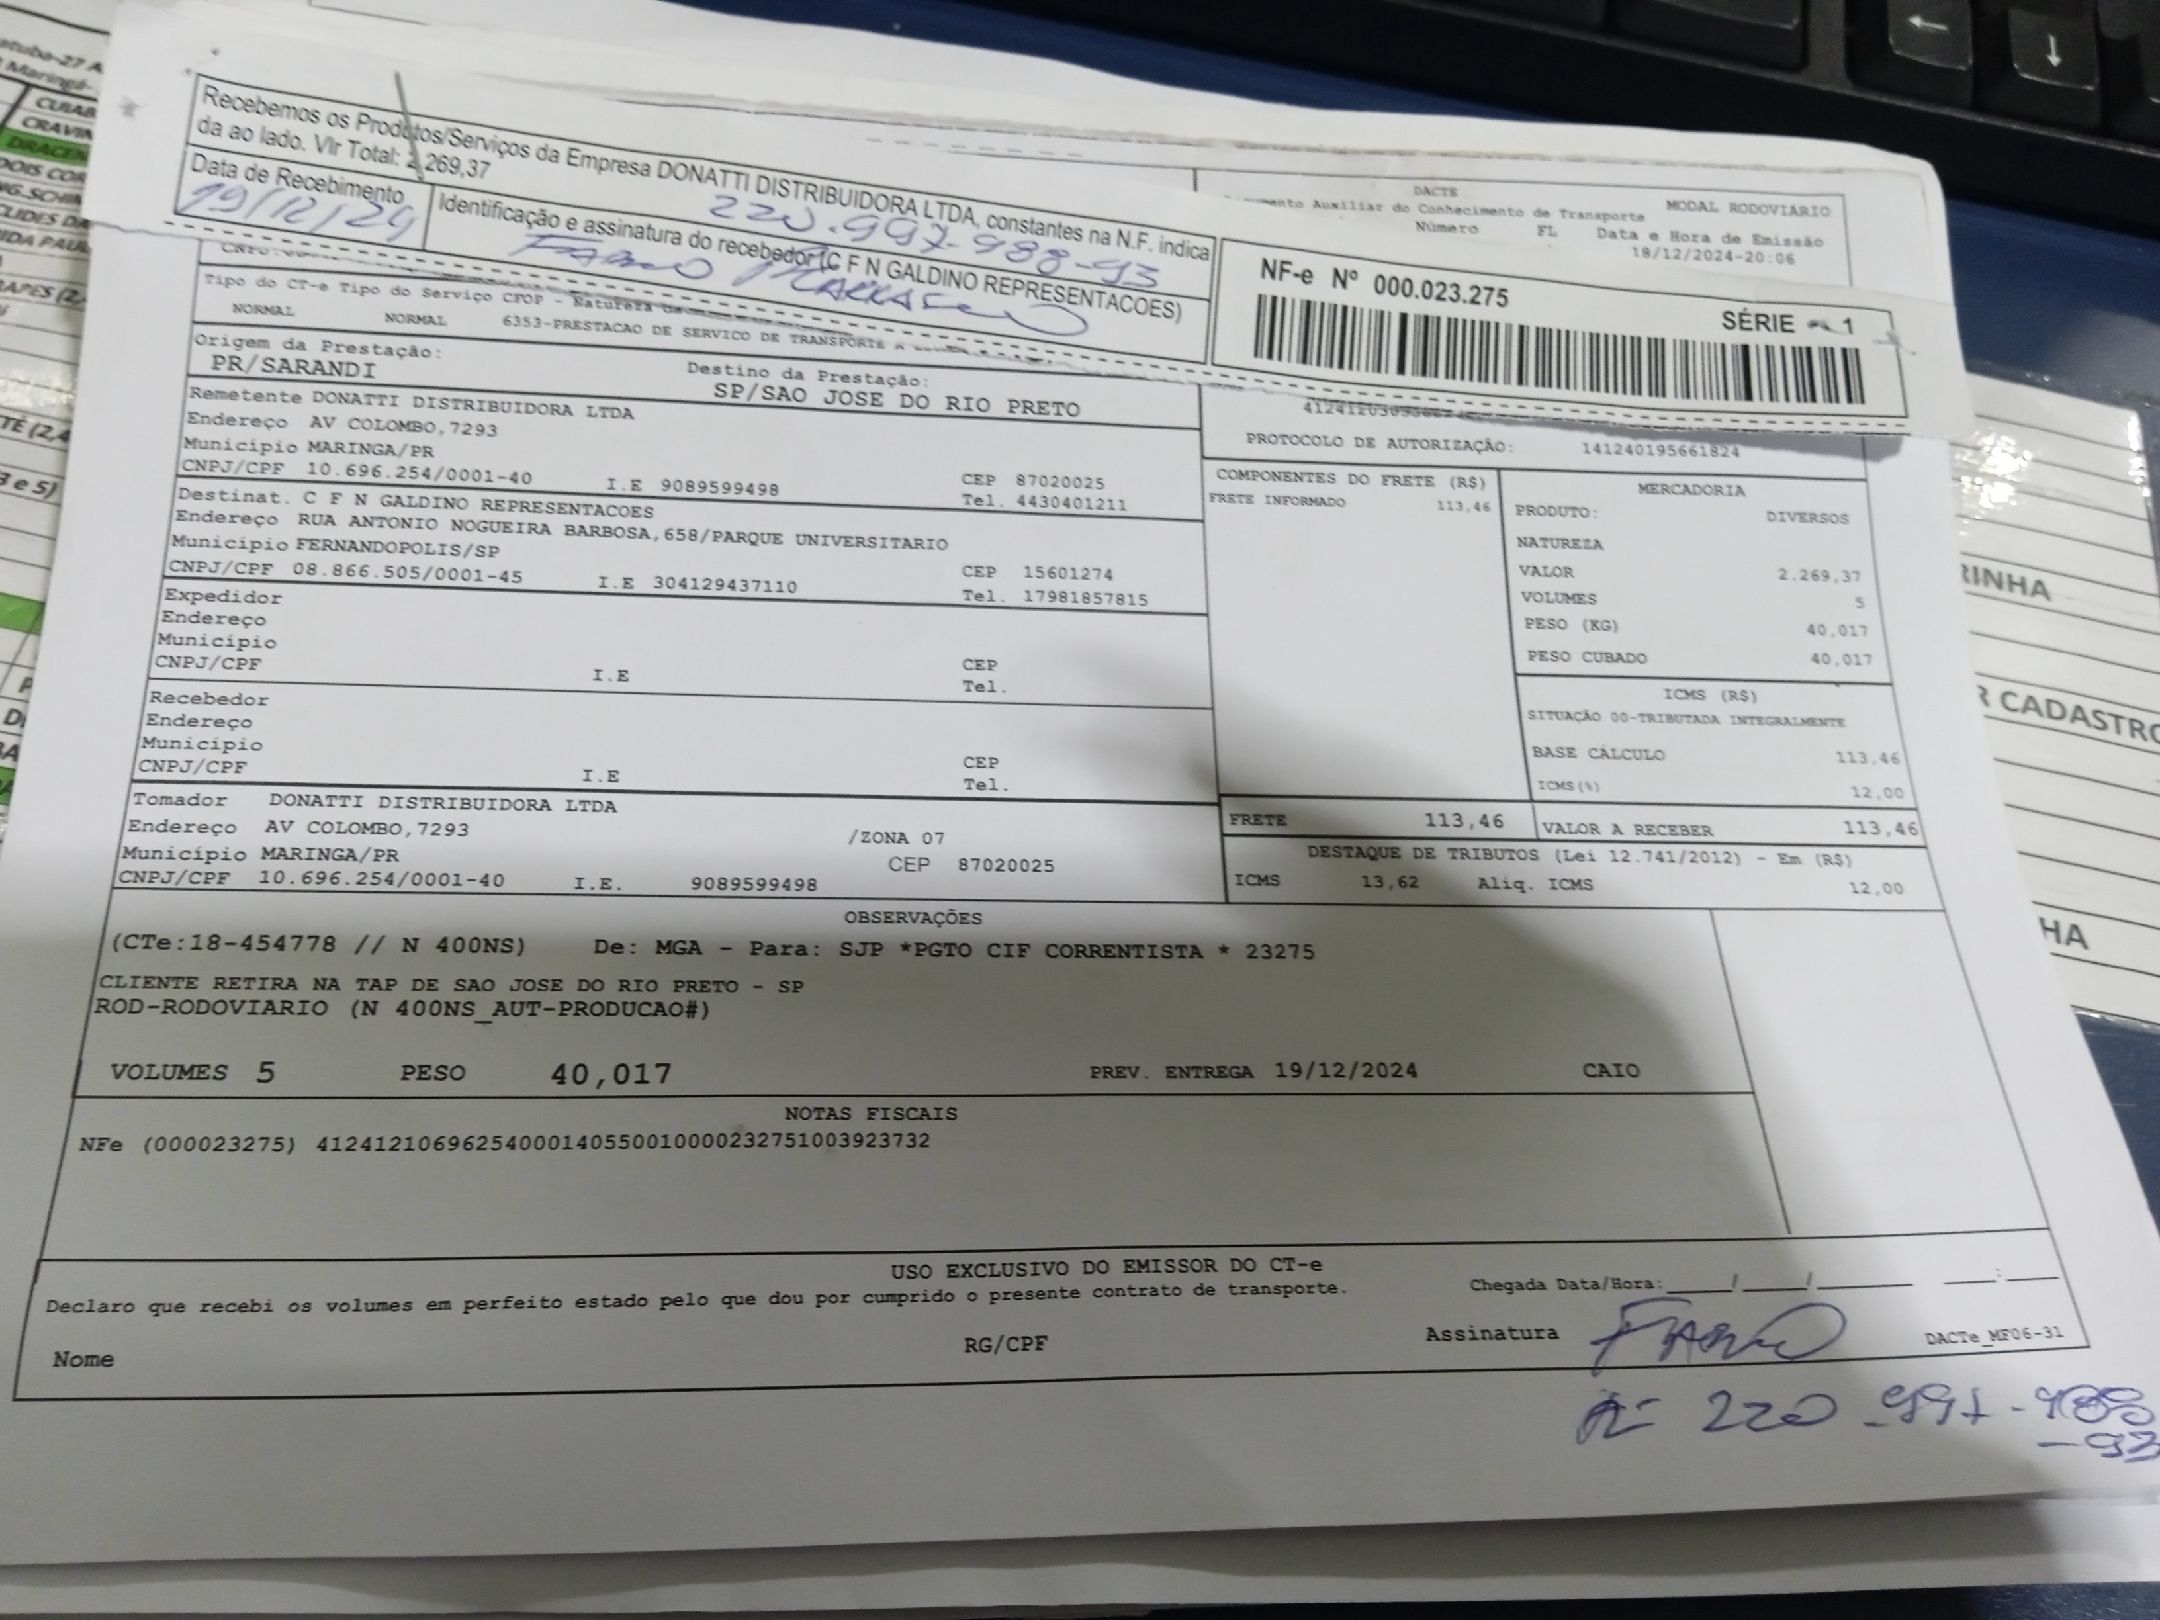 Recebemos os Produtos/Serviços da Empresa DONATTI DISTRIBUIDORA LTDA, constantes na N.F. indica
da ao lado. Vlr Total: 2.269,37
Data de Recebimento
19/12/24
Identificação e assinatura do recebedor (C F N GALDINO REPRESENTACOES)
220.997-988-93
NF-e Nº 000.023.275
SÉRIE 1
DACTE
Auxiliar do Conhecimento de Transporte
MODAL RODOVIÁRIO
Número FL Data e Hora de Emissão
18/12/2024-20:06
Tipo do CT-e Tipo do Serviço CFOP - Natureza
NORMAL NORMAL 6353-PRESTACAO DE SERVICO DE TRANSPORTE A
Origem da Prestação:
PR/SARANDI
Destino da Prestação:
SP/SAO JOSE DO RIO PRETO
PROTOCOLO DE AUTORIZAÇÃO: 141240195661824
Remetente DONATTI DISTRIBUIDORA LTDA
Endereço AV COLOMBO,7293
Município MARINGA/PR
CNPJ/CPF 10.696.254/0001-40 I.E 9089599498
CEP 87020025
Tel. 4430401211
Destinat. C F N GALDINO REPRESENTACOES
Endereço RUA ANTONIO NOGUEIRA BARBOSA,658/PARQUE UNIVERSITARIO
Município FERNANDOPOLIS/SP
CNPJ/CPF 08.866.505/0001-45 I.E 304129437110
CEP 15601274
Tel. 17981857815
Expedidor
Endereço
Município
CNPJ/CPF I.E
CEP
Tel.
Recebedor
Endereço
Município
CNPJ/CPF I.E
CEP
Tel.
Tomador DONATTI DISTRIBUIDORA LTDA
Endereço AV COLOMBO,7293 /ZONA 07
Município MARINGA/PR CEP 87020025
CNPJ/CPF 10.696.254/0001-40 I.E. 9089599498
COMPONENTES DO FRETE (R$)
FRETE INFORMADO 113,46
MERCADORIA
PRODUTO: DIVERSOS
NATUREZA
VALOR 2.269,37
VOLUMES 5
PESO (KG) 40,017
PESO CUBADO 40,017
ICMS (R$)
SITUAÇÃO 00-TRIBUTADA INTEGRALMENTE
BASE CÁLCULO 113,46
ICMS(%) 12,00
FRETE 113,46 VALOR A RECEBER 113,46
DESTAQUE DE TRIBUTOS (Lei 12.741/2012) - Em (R$)
ICMS 13,62 Aliq. ICMS 12,00
OBSERVAÇÕES
(CTe:18-454778 // N 400NS) De: MGA - Para: SJP *PGTO CIF CORRENTISTA * 23275
CLIENTE RETIRA NA TAP DE SAO JOSE DO RIO PRETO - SP
ROD-RODOVIARIO (N 400NS_AUT-PRODUCAO#)
VOLUMES 5 PESO 40,017 PREV. ENTREGA 19/12/2024 CAIO
NOTAS FISCAIS
NFe (000023275) 41241210696254000140550010000232751003923732
USO EXCLUSIVO DO EMISSOR DO CT-e
Declaro que recebi os volumes em perfeito estado pelo que dou por cumprido o presente contrato de transporte.
Chegada Data/Hora:
Nome RG/CPF Assinatura
DACTe_MF06-31
220-997-988
-93
RINHA
R CADASTRO
HA